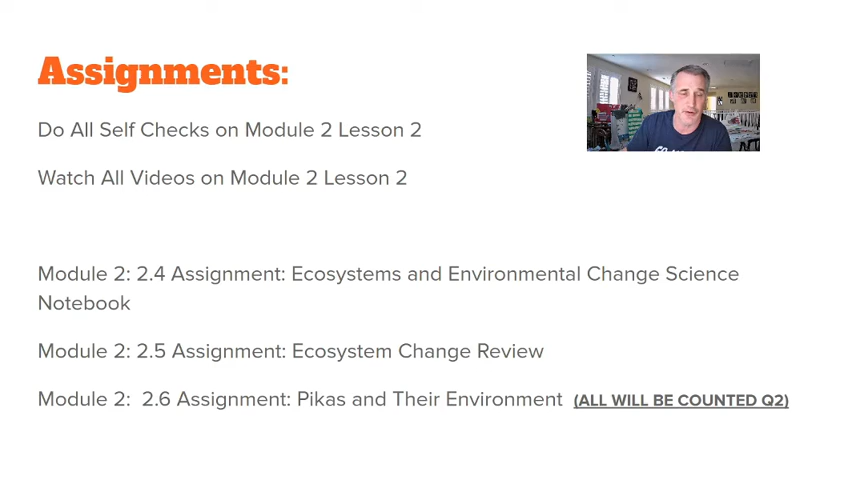 Assignments:
Do All Self Checks on Module 2 Lesson 2
Watch All Videos on Module 2 Lesson 2
Module 2: 2.4 Assignment: Ecosystems and Environmental Change Science
Notebook
Module 2: 2.5 Assignment: Ecosystem Change Review
Module 2:  2.6 Assignment: Pikas and Their Environment  (ALL WILL BE COUNTED Q2)